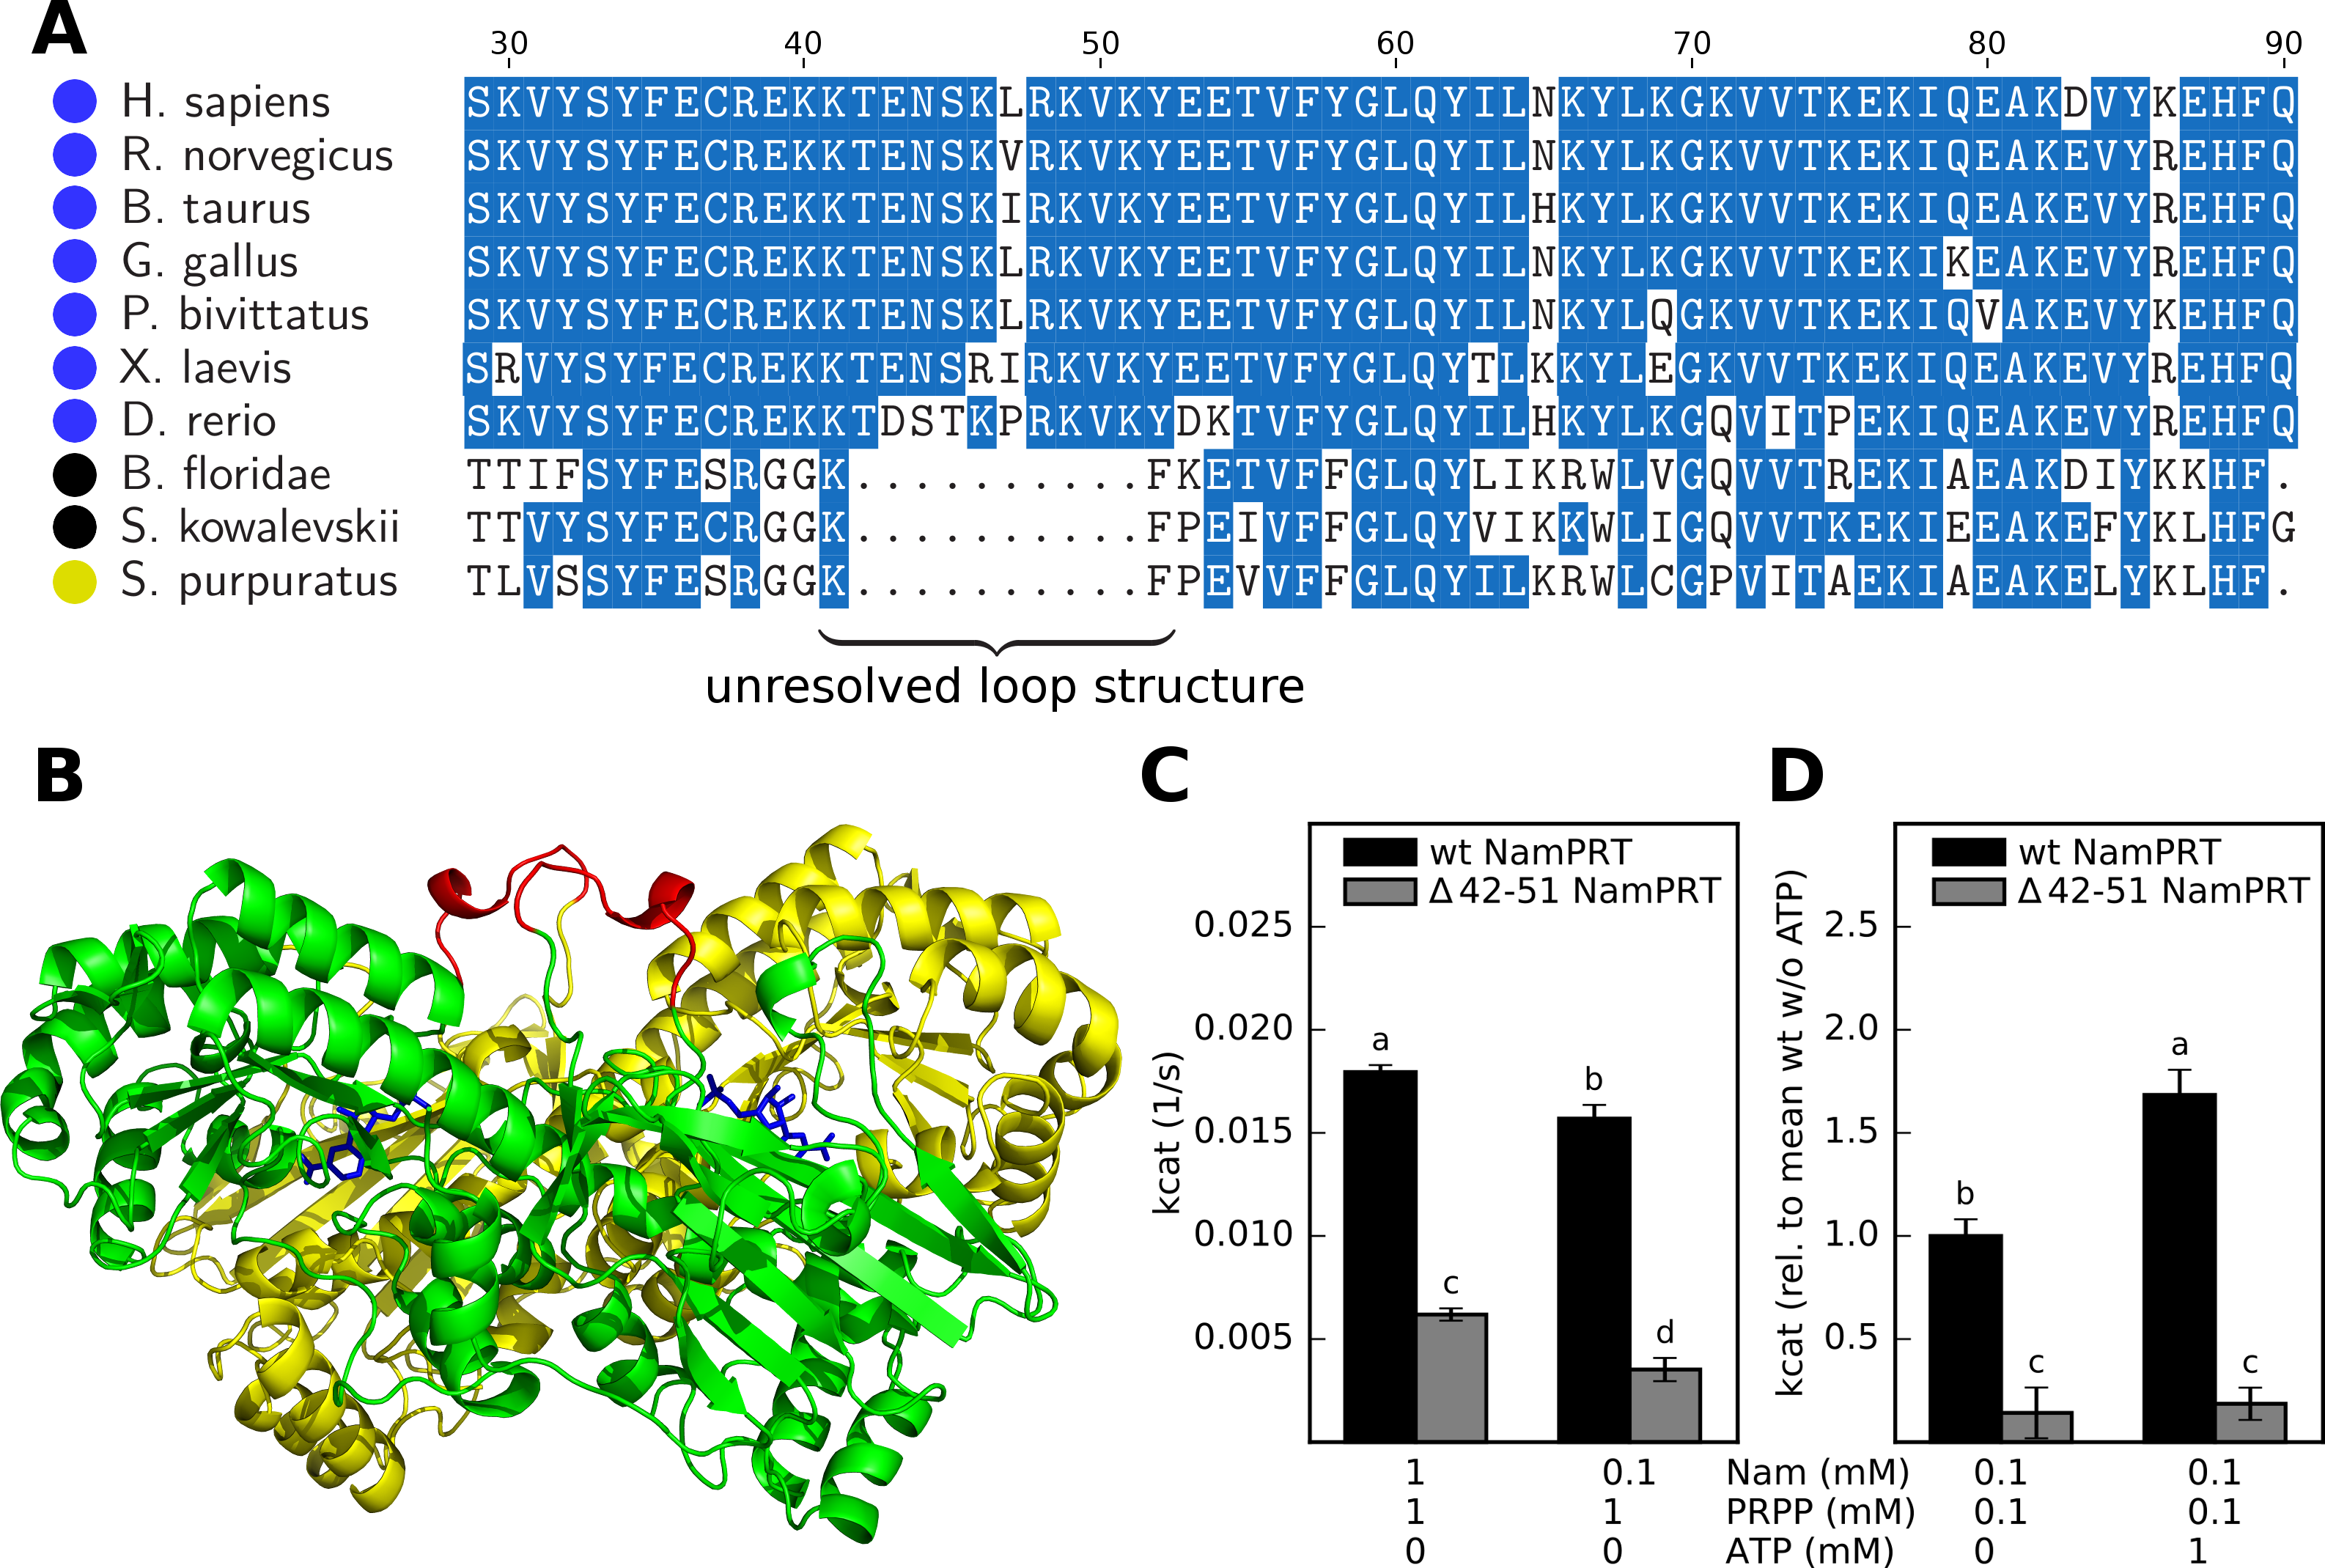 A
30 40 50 60 70 80 90
H. sapiens SKVYSYFECREKKTENSKLRKVKYEETVFYGLQYILNKYLKGKVVTKEKIQEAKDVYKEHFQ
R. norvegicus SKVYSYFECREKKTENSKVRKVKYEETVFYGLQYILNKYLKGKVVTKEKIQEAKEVYREHFQ
B. taurus SKVYSYFECREKKTENSKIRKVKYEETVFYGLQYILHKYLKGKVVTKEKIQEAKEVYREHFQ
G. gallus SKVYSYFECREKKTENSKLRKVKYEETVFYGLQYILNKYLKGKVVTKEKIKEAKEVYREHFQ
P. bivittatus SKVYSYFECREKKTENSKLRKVKYEETVFYGLQYILNKYLQGKVVTKEKIQVAKEVYKEHFQ
X. laevis SRVYSYFECREKKTENSRIRKVKYEETVFYGLQYTLKKYLEGKVVTKEKIQEAKEVYREHFQ
D. rerio SKVYSYFECREKKTDSTKPRKVKYDKTVFYGLQYILHKYLKGQVITPEKIQEAKEVYREHFQ
B. floridae TTIFSYFESRGGK..........FKETVFFGLQYLIKRWLVGQVVTREKIAEAKDIYKKHF.
S. kowalevskii TTVYSYFECRGGK..........FPEIVFFGLQYVIKKWLIGQVVTKEKIEEAKEFYKLHFG
S. purpuratus TLVSSYFESRGGK..........FPEVVFFGLQYILKRWLCGPVITAEKIAEAKELYKLHF.
unresolved loop structure
B
C
wt NamPRT
Δ 42-51 NamPRT
kcat (1/s)
0.025
0.020
0.015
0.010
0.005
a
c
b
d
D
wt NamPRT
Δ 42-51 NamPRT
kcat (rel. to mean wt w/o ATP)
2.5
2.0
1.5
1.0
0.5
b
c
a
c
1 0.1 Nam (mM) 0.1 0.1
1 1 PRPP (mM) 0.1 0.1
0 0 ATP (mM) 0 1